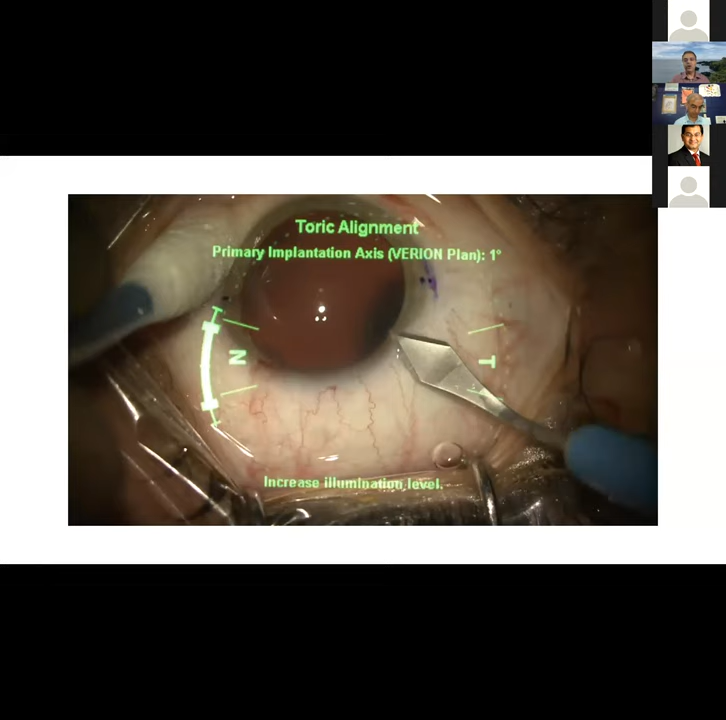 Toric Alignment
Primary Implantation Axis (VERION Plan): 1°
N
T
Increase illumination level.